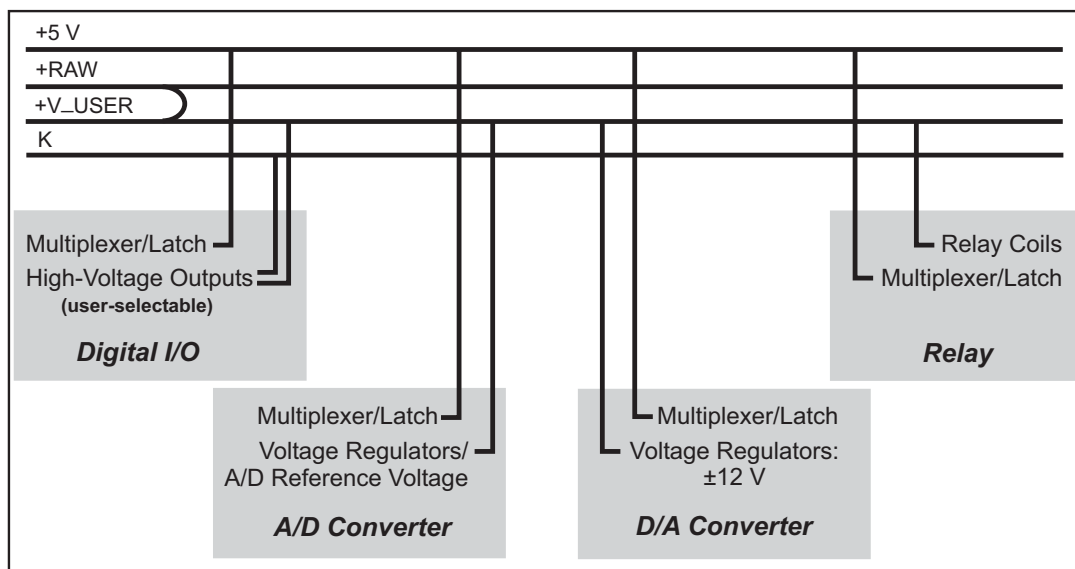 +5 V
+RAW
+V_USER
K
Multiplexer/Latch
High-Voltage Outputs
(user-selectable)
Digital I/O
Relay Coils
Multiplexer/Latch
Relay
Multiplexer/Latch
Voltage Regulators/
A/D Reference Voltage
A/D Converter
Multiplexer/Latch
Voltage Regulators:
±12 V
D/A Converter